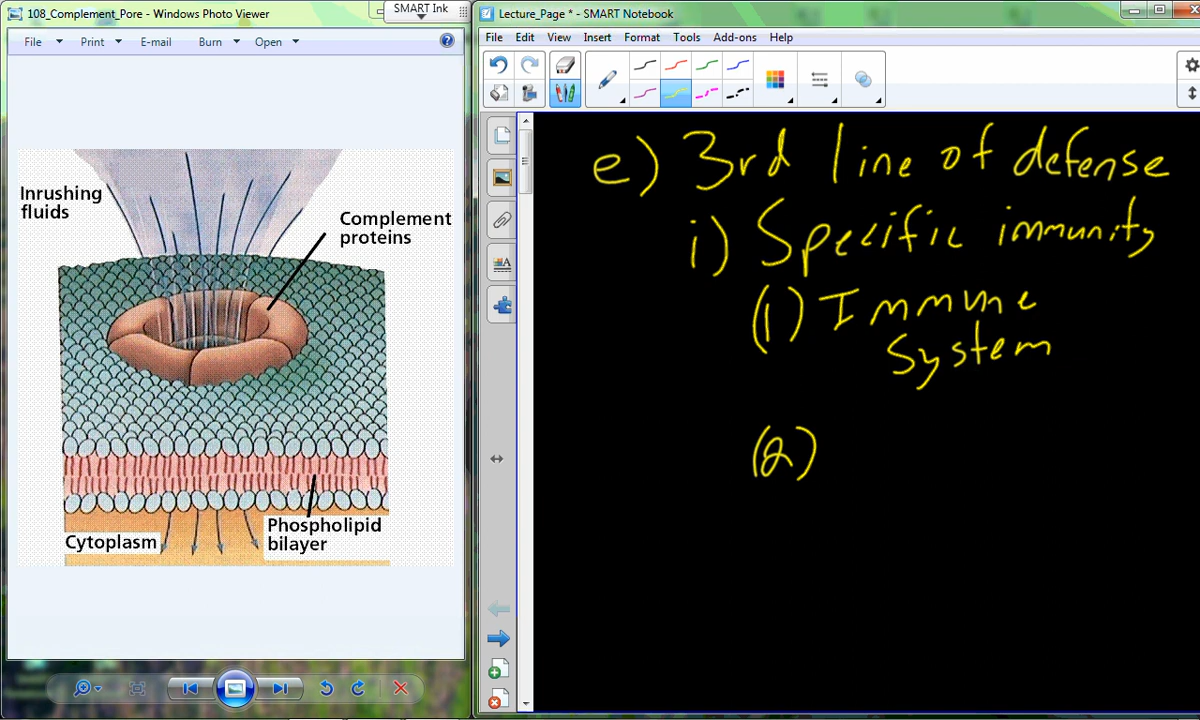 108_Complement_Pore - Windows Photo Viewer
SMART Ink
File Print E-mail Burn Open
Inrushing
fluids
Complement
proteins
Phospholipid
bilayer
Cytoplasm
Lecture_Page * - SMART Notebook
File Edit View Insert Format Tools Add-ons Help
e) 3rd line of defense
i) Specific immunity
(1) Immune
System
(2)